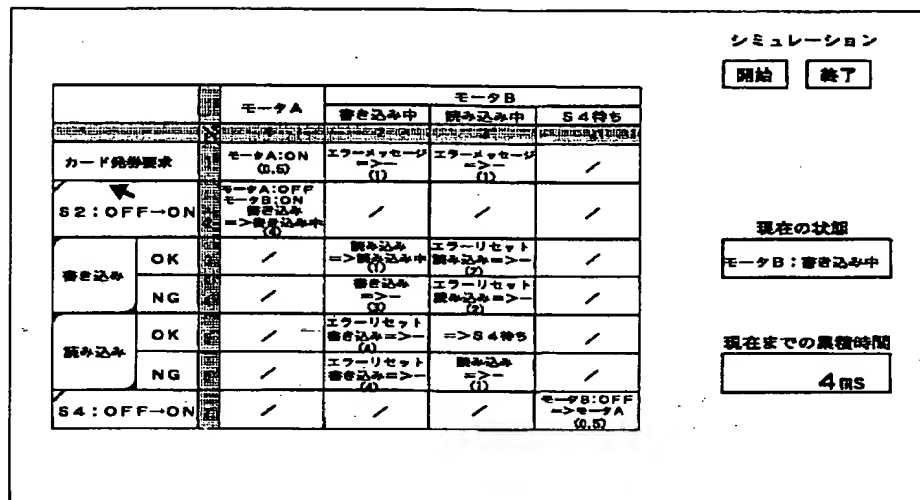 シミュレーション
開始 終了
モータA モータB
書き込み中 読み込み中 S4待ち
カード発券要求 モータA:ON エラーメッセージ エラーメッセージ ／
(0.5) =>ー =>ー
(1) (1)
S2:OFF→ON モータA:OFF ／ ／ ／
モータB:ON
書き込み
=>書き込み中
(4)
書き込み OK ／ 読み込み エラーリセット ／
=>読み込み中 読み込み=>ー
(1) (2)
NG ／ 書き込み エラーリセット ／
=>ー 読み込み=>ー
(3) (2)
読み込み OK ／ エラーリセット =>S4待ち ／
書き込み=>ー
(4)
NG ／ エラーリセット 読み込み ／
書き込み=>ー =>ー
(4) (1)
S4:OFF→ON ／ ／ ／ モータB:OFF
=>モータA
(0.5)
現在の状態
モータB:書き込み中
現在までの累積時間
4mS